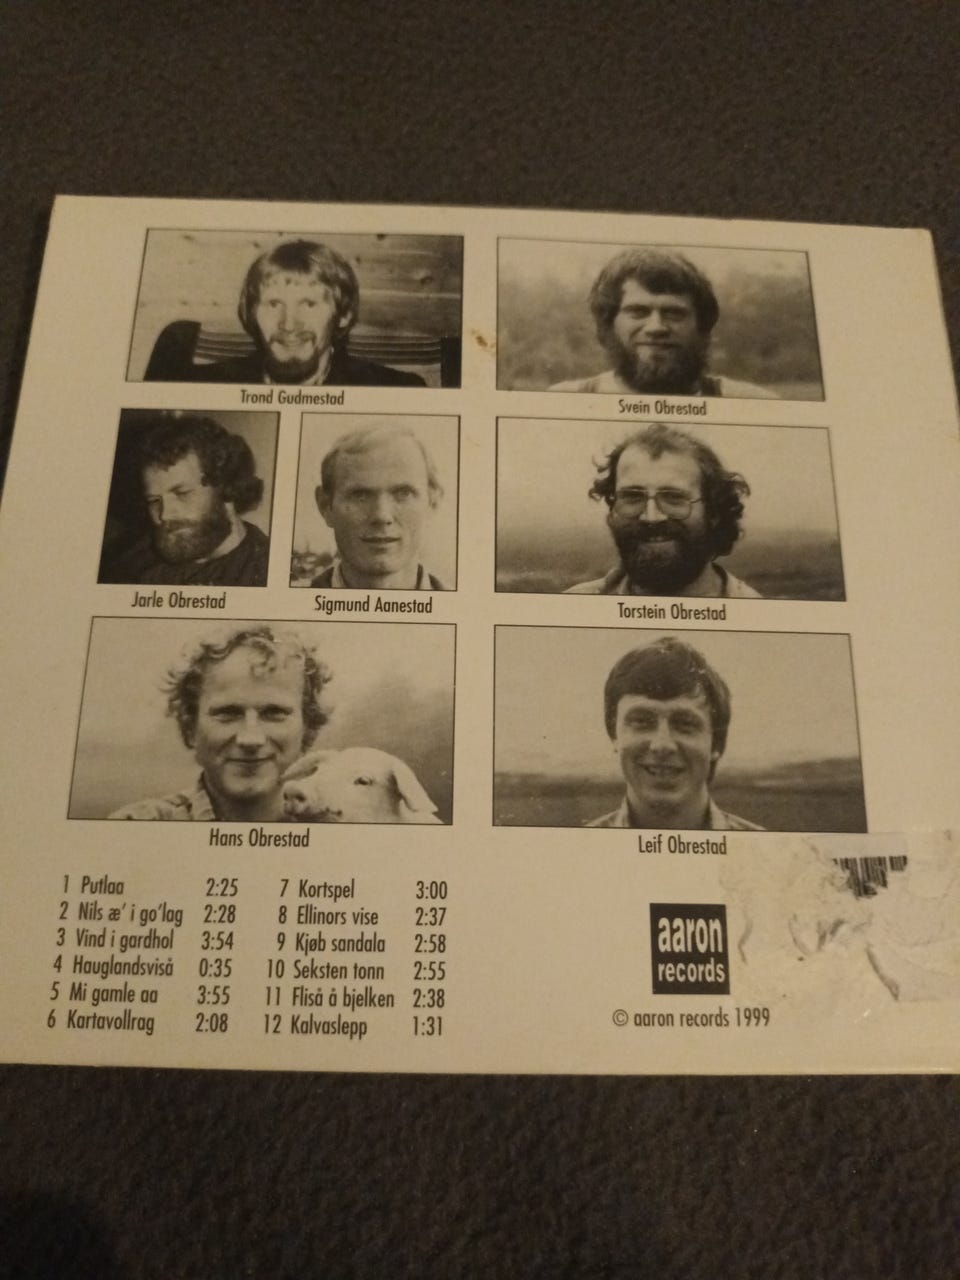 Trond Gudmestad
Svein Obrestad
Jarle Obrestad
Sigmund Aanestad
Torstein Obrestad
Hans Obrestad
Leif Obrestad
1 Putlaa 2:25
2 Nils æ' i go'lag 2:28
3 Vind i gardhol 3:54
4 Hauglandsviså 0:35
5 Mi gamle aa 3:55
6 Kartavollrag 2:08
7 Kortspel 3:00
8 Ellinors vise 2:37
9 Kjøb sandala 2:58
10 Seksten tonn 2:55
11 Fliså å bjelken 2:38
12 Kalvaslepp 1:31
aaron
records
© aaron records 1999